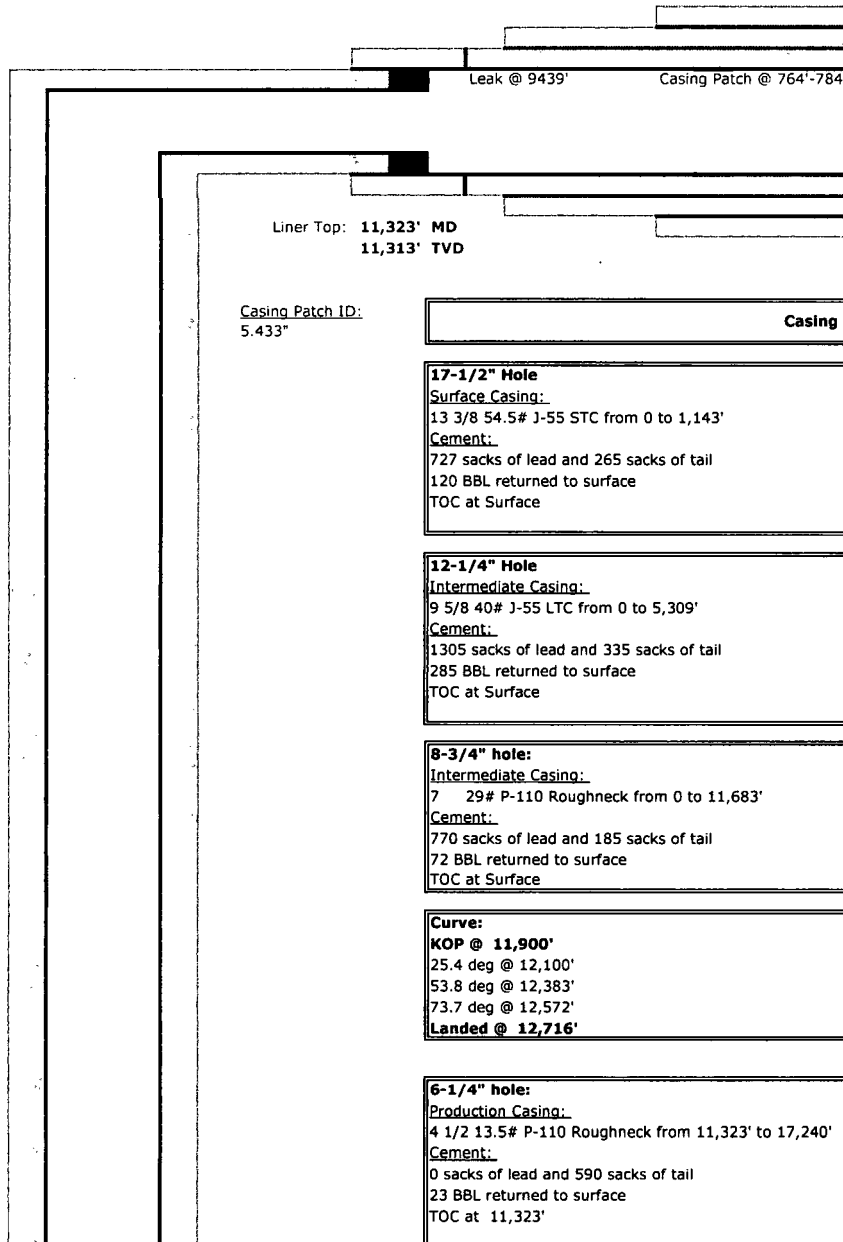 Leak @ 9439' Casing Patch @ 764'-784
Liner Top: 11,323' MD
11,313' TVD
Casing Patch ID:
5.433"
Casing
17-1/2" Hole
Surface Casing:
13 3/8 54.5# J-55 STC from 0 to 1,143'
Cement:
727 sacks of lead and 265 sacks of tail
120 BBL returned to surface
TOC at Surface
12-1/4" Hole
Intermediate Casing:
9 5/8 40# J-55 LTC from 0 to 5,309'
Cement:
1305 sacks of lead and 335 sacks of tail
285 BBL returned to surface
TOC at Surface
8-3/4" hole:
Intermediate Casing:
7 29# P-110 Roughneck from 0 to 11,683'
Cement:
770 sacks of lead and 185 sacks of tail
72 BBL returned to surface
TOC at Surface
Curve:
KOP @ 11,900'
25.4 deg @ 12,100'
53.8 deg @ 12,383'
73.7 deg @ 12,572'
Landed @ 12,716'
6-1/4" hole:
Production Casing:
4 1/2 13.5# P-110 Roughneck from 11,323' to 17,240'
Cement:
0 sacks of lead and 590 sacks of tail
23 BBL returned to surface
TOC at 11,323'